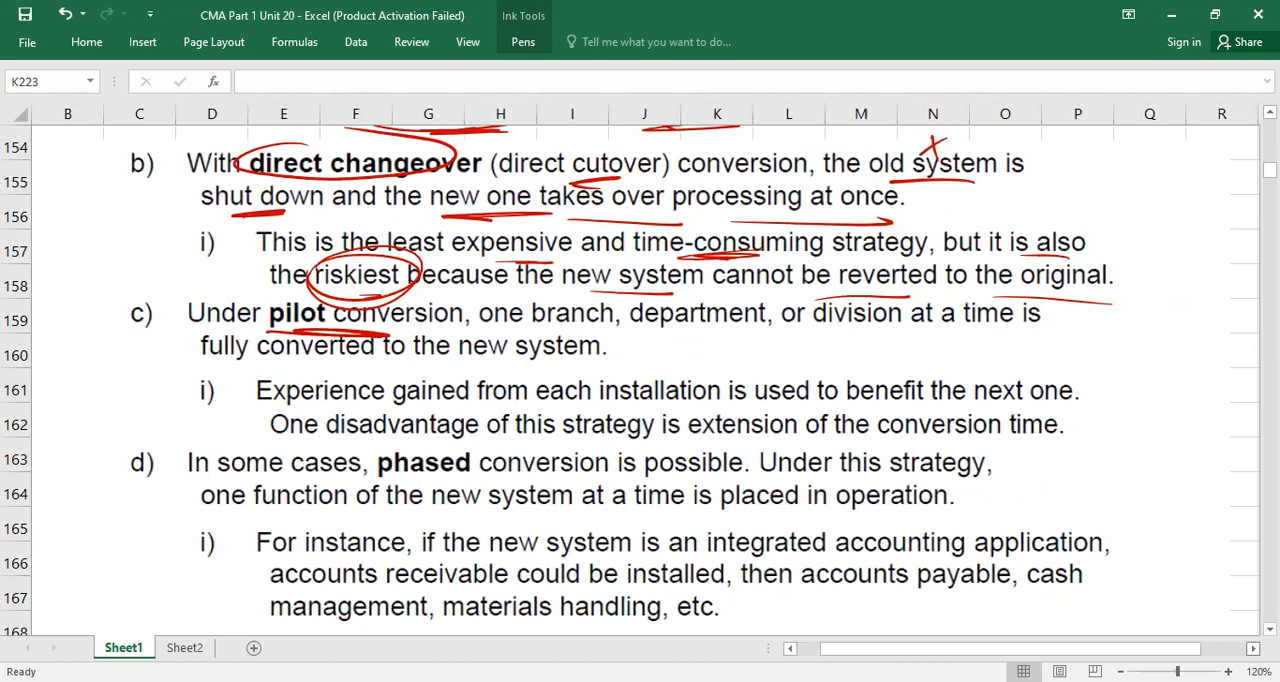 CMA Part 1 Unit 20 - Excel (Product Activation Failed)
Ink Tools
File Home Insert Page Layout Formulas Data Review View Pens Tell me what you want to do... Sign in Share
K223 fx
B C D E F G H I J K L M N O P Q R
154
155
156
157
158
159
160
161
162
163
164
165
166
167
168
b) With direct changeover (direct cutover) conversion, the old system is
shut down and the new one takes over processing at once.
i) This is the least expensive and time-consuming strategy, but it is also
the riskiest because the new system cannot be reverted to the original.
c) Under pilot conversion, one branch, department, or division at a time is
fully converted to the new system.
i) Experience gained from each installation is used to benefit the next one.
One disadvantage of this strategy is extension of the conversion time.
d) In some cases, phased conversion is possible. Under this strategy,
one function of the new system at a time is placed in operation.
i) For instance, if the new system is an integrated accounting application,
accounts receivable could be installed, then accounts payable, cash
management, materials handling, etc.
Sheet1 Sheet2
Ready 120%